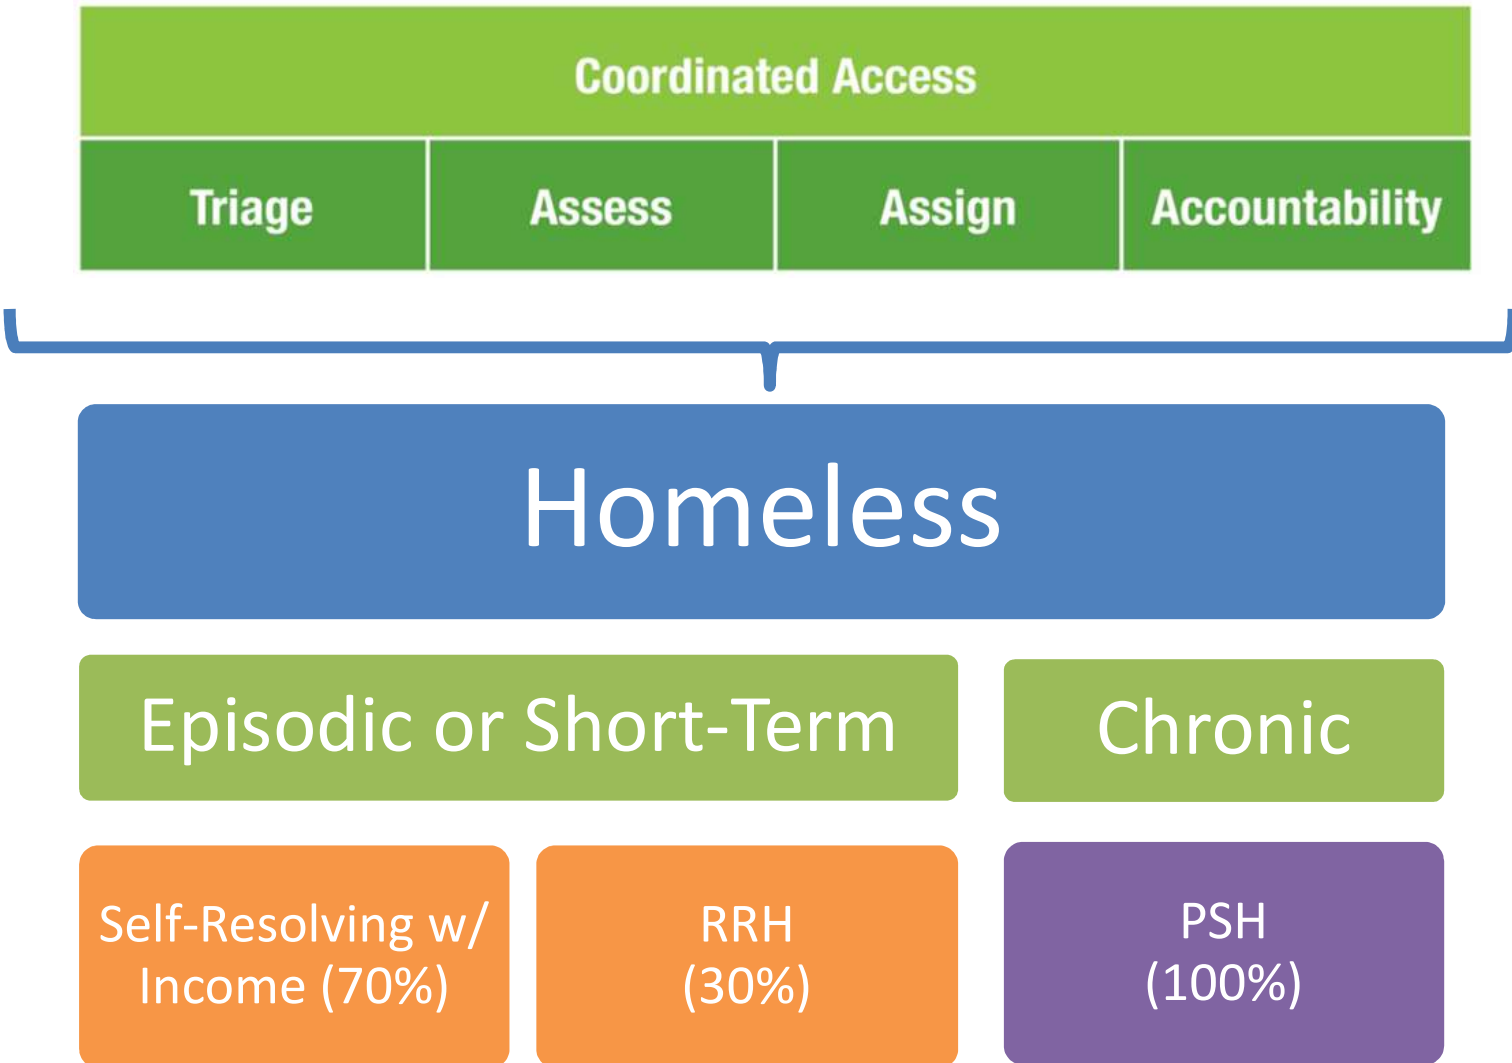 Coordinated Access
Triage
Assess
Assign
Accountability
Homeless
Episodic or Short-Term
Chronic
Self-Resolving w/
Income (70%)
RRH
(30%)
PSH
(100%)